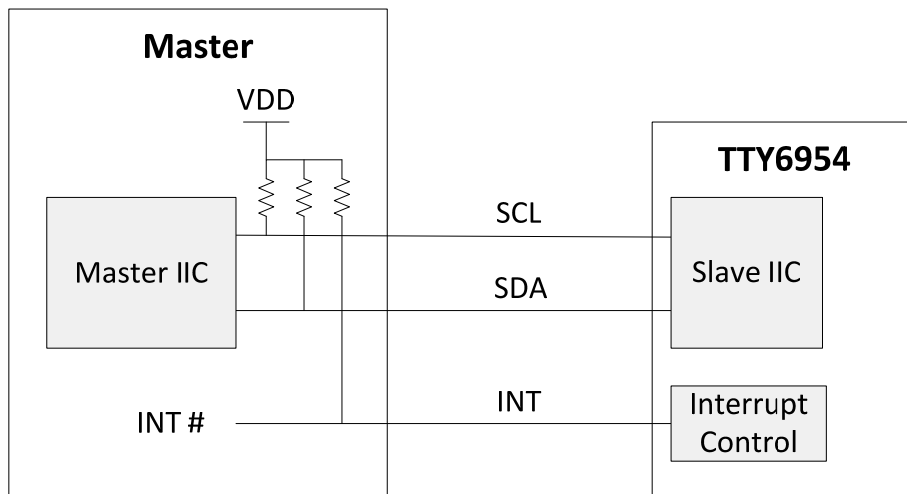 Master
VDD
TTY6954
SCL
Master IIC
Slave IIC
SDA
INT #
INT
Interrupt
Control